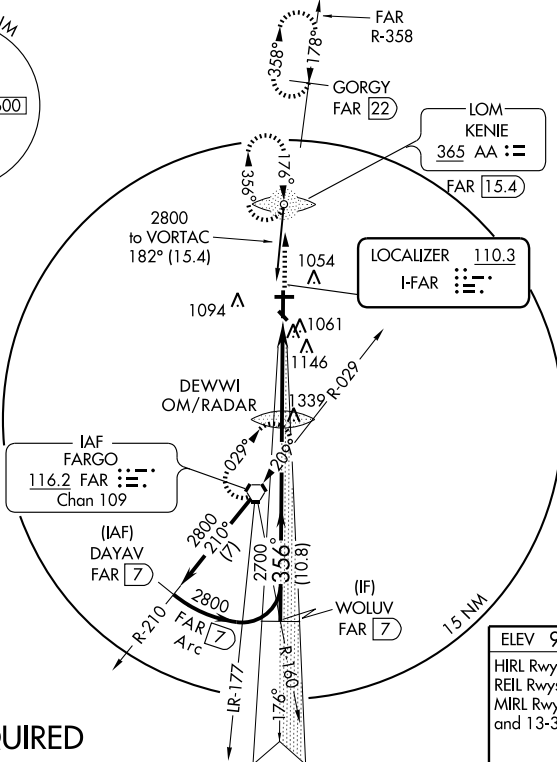 NM
600
358°
178°
FAR
R-358
GORGY
FAR 22
LOM
KENIE
365 AA
FAR 15.4
356°
176°
2800
to VORTAC
182° (15.4)
LOCALIZER 110.3
I-FAR
1054
1094
1061
1146
1339
DEWWI
OM/RADAR
R-029
029°
209°
IAF
FARGO
116.2 FAR
Chan 109
(IAF)
DAYAV
FAR 7
2800
210°
(7)
2700
356°
(10.8)
(IF)
WOLUV
FAR 7
2800
FAR 7
Arc
R-210
LR-177
R-160
176°
15 NM
ELEV 9
HIRL Rwy
REIL Rwys
MIRL Rwy
and 13-3
UIRED